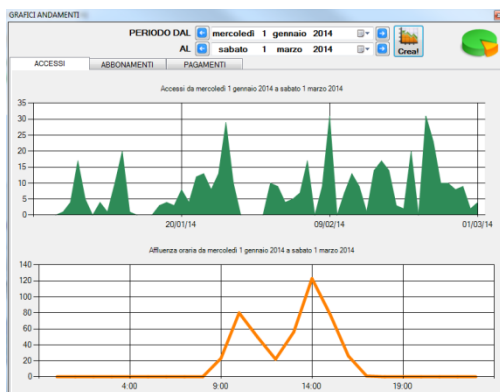 GRAFICI ANDAMENTI
PERIODO DAL mercoledì 1 gennaio 2014
AL sabato 1 marzo 2014
Crea!
ACCESSI ABBONAMENTI PAGAMENTI
Accessi da mercoledì 1 gennaio 2014 a sabato 1 marzo 2014
35
30
25
20
15
10
5
0
20/01/14 09/02/14 01/03/14
Affluenza oraria da mercoledì 1 gennaio 2014 a sabato 1 marzo 2014
140
120
100
80
60
40
20
0
4:00 9:00 14:00 19:00